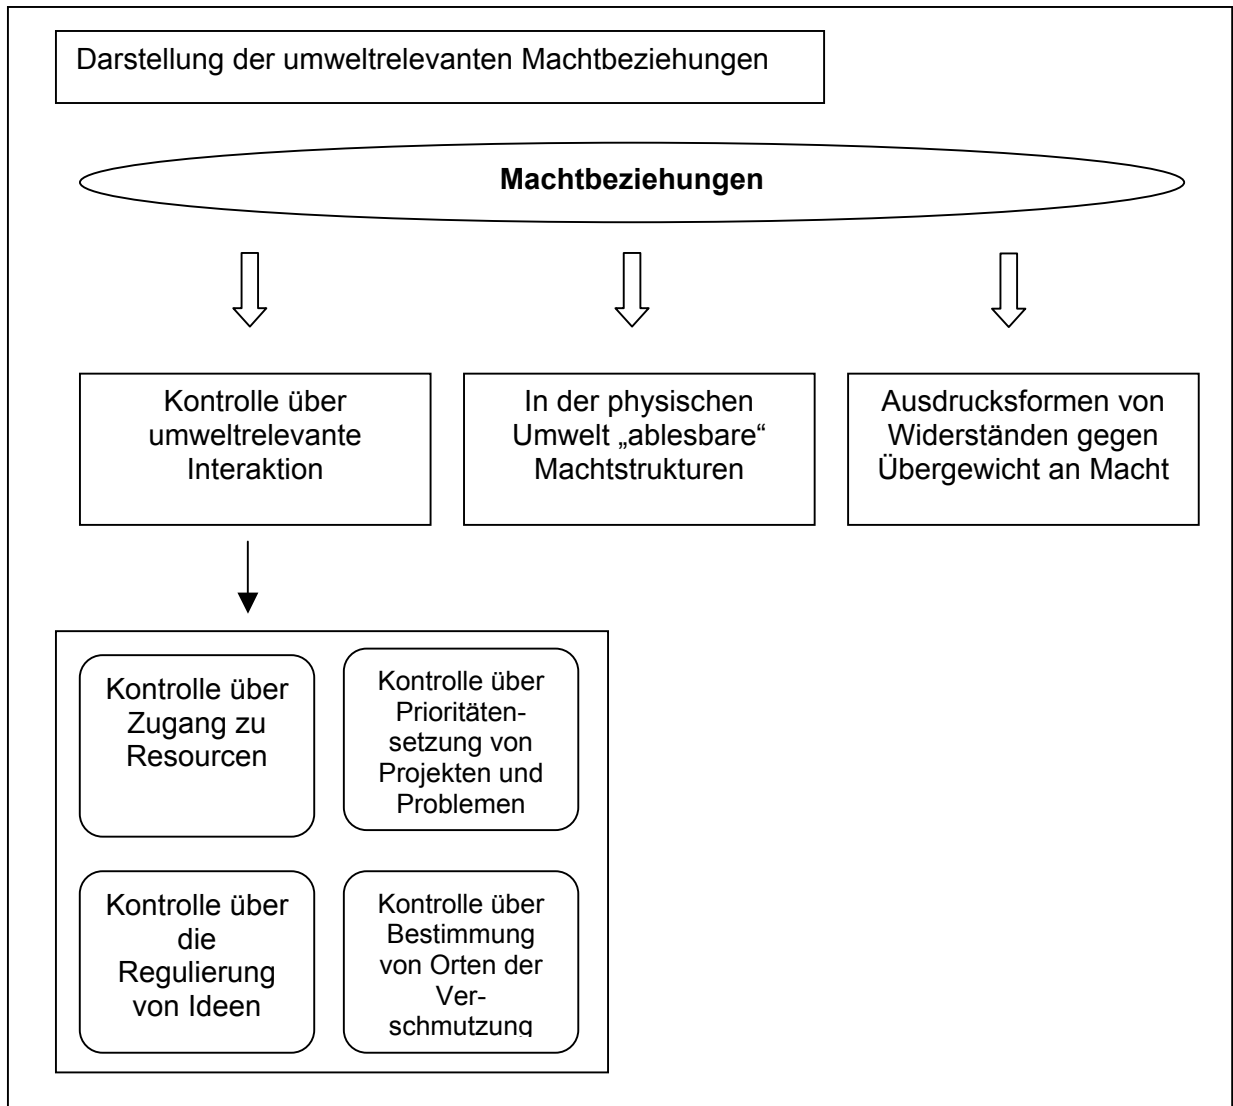 Darstellung der umweltrelevanten Machtbeziehungen
Machtbeziehungen
Kontrolle über
umweltrelevante
Interaktion
In der physischen
Umwelt „ablesbare“
Machtstrukturen
Ausdrucksformen von
Widerständen gegen
Übergewicht an Macht
Kontrolle über
Zugang zu
Resourcen
Kontrolle über
Prioritäten-
setzung von
Projekten und
Problemen
Kontrolle über
die
Regulierung
von Ideen
Kontrolle über
Bestimmung
von Orten der
Ver-
schmutzung